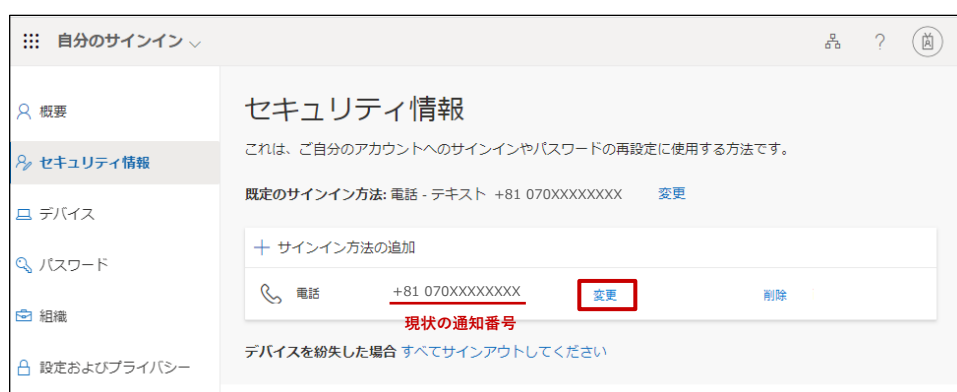 自分のサインイン
?
概要
セキュリティ情報
デバイス
パスワード
組織
設定およびプライバシー
セキュリティ情報
これは、ご自分のアカウントへのサインインやパスワードの再設定に使用する方法です。
既定のサインイン方法: 電話 - テキスト +81 070XXXXXXXX 変更
+ サインイン方法の追加
電話 +81 070XXXXXXXX 変更 削除
現状の通知番号
デバイスを紛失した場合 すべてサインアウトしてください